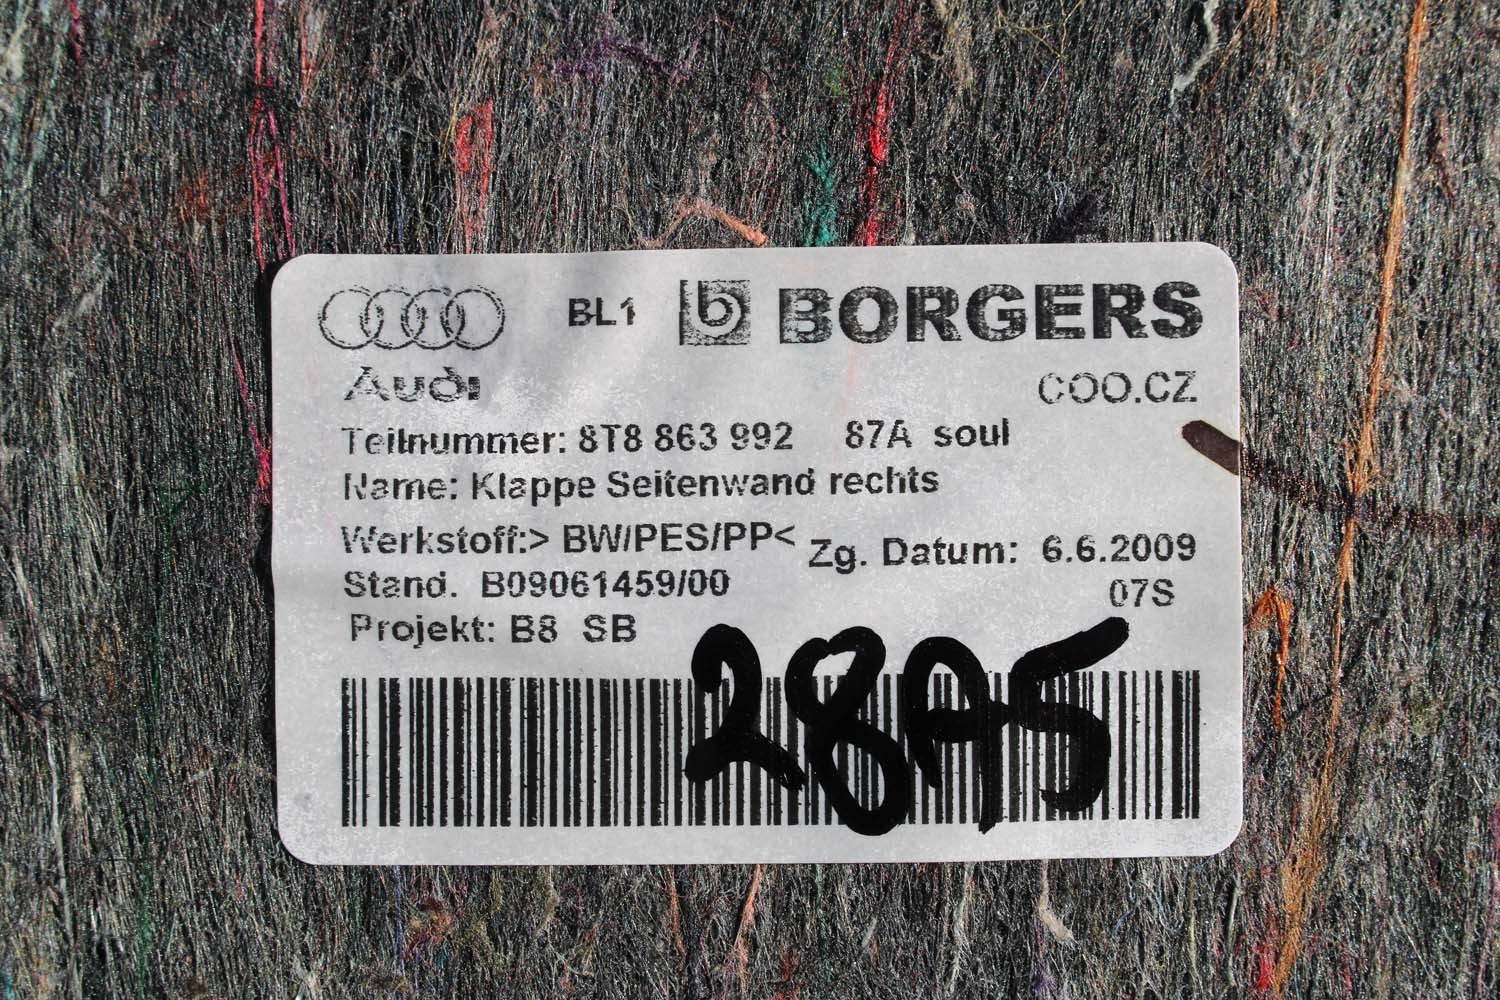 BL1 b BORGERS
Audi COO.CZ
Teilnummer: 8T8 863 992 87A soul
Name: Klappe Seitenwand rechts
Werkstoff:> BW/PES/PP< Zg. Datum: 6.6.2009
Stand. B09061459/00 07S
Projekt: B8 SB
28A5